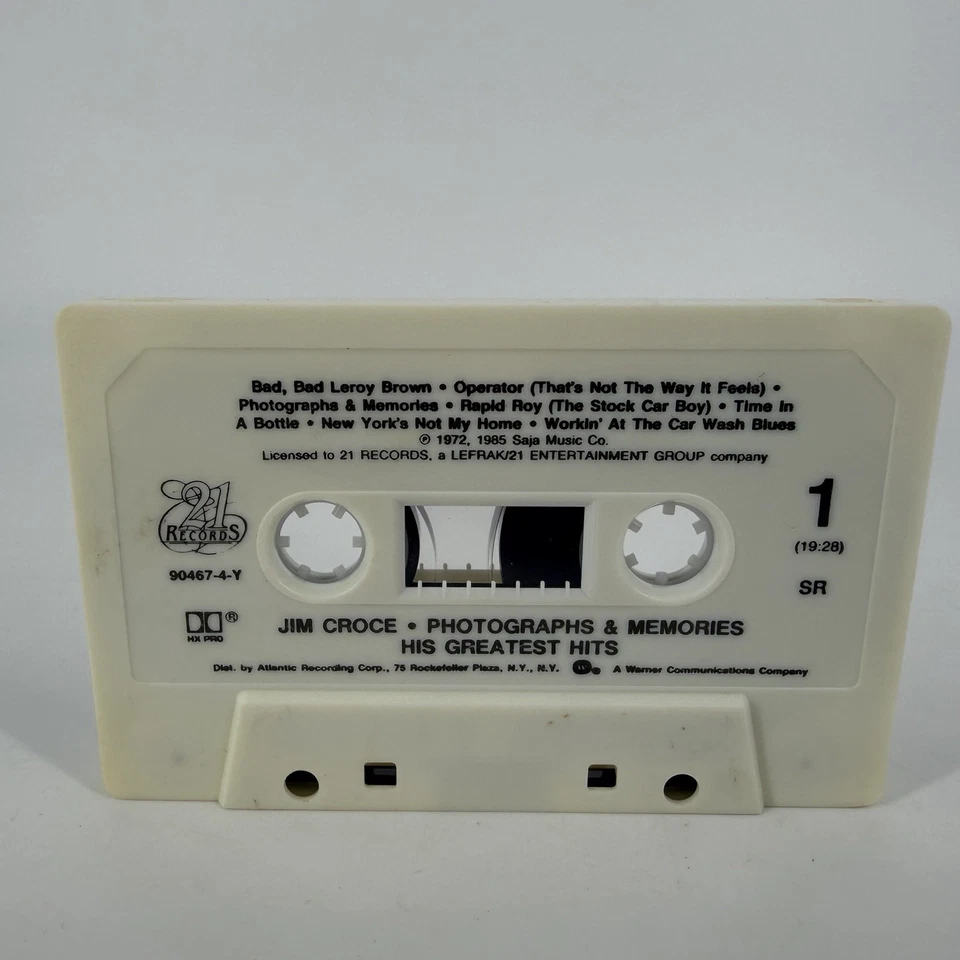 Bad, Bad Leroy Brown • Operator (That's Not The Way It Feels) •
Photographs & Memories • Rapid Roy (The Stock Car Boy) • Time In
A Bottle • New York's Not My Home • Workin' At The Car Wash Blues
℗ 1972, 1985 Saja Music Co.
Licensed to 21 RECORDS, a LEFRAK/21 ENTERTAINMENT GROUP company
21
RECORDS
90467-4-Y
1
(19:28)
SR
HX PRO
®
JIM CROCE • PHOTOGRAPHS & MEMORIES
HIS GREATEST HITS
Dist. by Atlantic Recording Corp., 75 Rockefeller Plaza, N.Y., N.Y. A Warner Communications Company